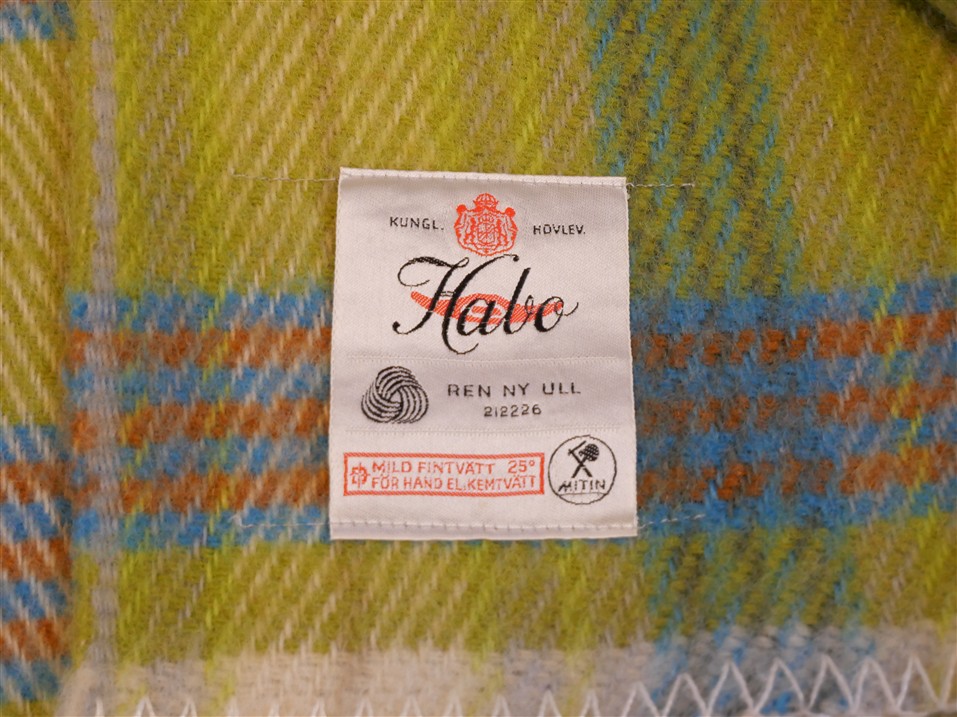 KUNGL. HOVLEV.
Habo
REN NY ULL
212226
MILD FINTVÄTT 25°
FÖR HAND EL. KEMTVÄTT
MITIN